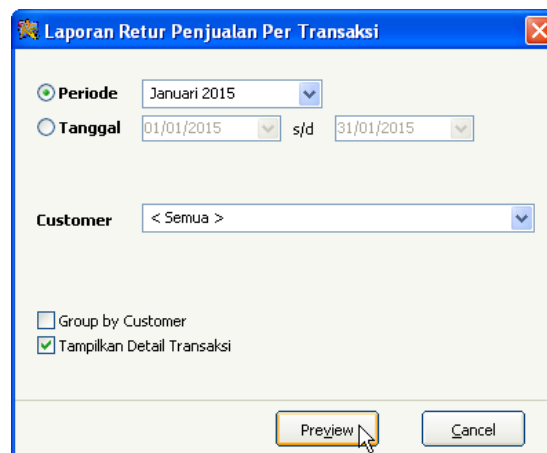 Laporan Retur Penjualan Per Transaksi
Periode Januari 2015
Tanggal 01/01/2015 s/d 31/01/2015
Customer < Semua >
Group by Customer
Tampilkan Detail Transaksi
Preview Cancel